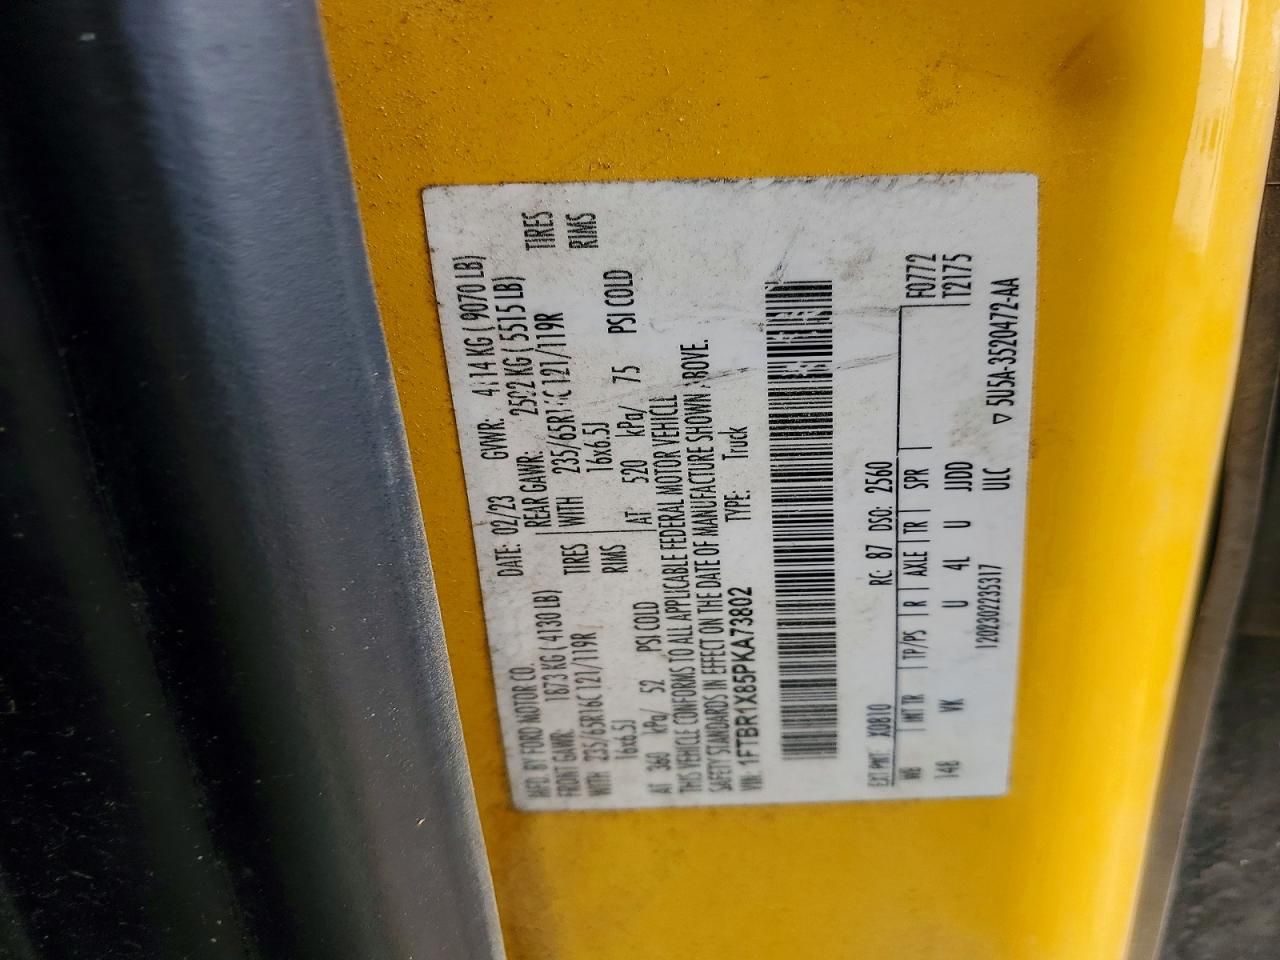 MFD. BY FORD MOTOR CO. DATE: 02/23 GVWR: 4114 KG ( 9070 LB)
FRONT GAWR: 1873 KG ( 4130 LB) REAR GAWR: 2502 KG ( 5515 LB)
WITH 235/65R16C 121/119R TIRES WITH 235/65R16C 121/119R TIRES
16x6.5J RIMS 16x6.5J RIMS
AT 360 kPa/ 52 PSI COLD AT 520 kPa/ 75 PSI COLD
THIS VEHICLE CONFORMS TO ALL APPLICABLE FEDERAL MOTOR VEHICLE
SAFETY STANDARDS IN EFFECT ON THE DATE OF MANUFACTURE SHOWN ABOVE.
VIN: 1FTBR1X85PKA73802 TYPE: Truck
EXT PNT: RC: 87 DSO: 2560 F0772
WB INT TR TP/PS R AXLE TR SPR T2175
148 VK U 4L U JJDD
120230223531​7 ULC ▽ 5U5A-3520472-AA